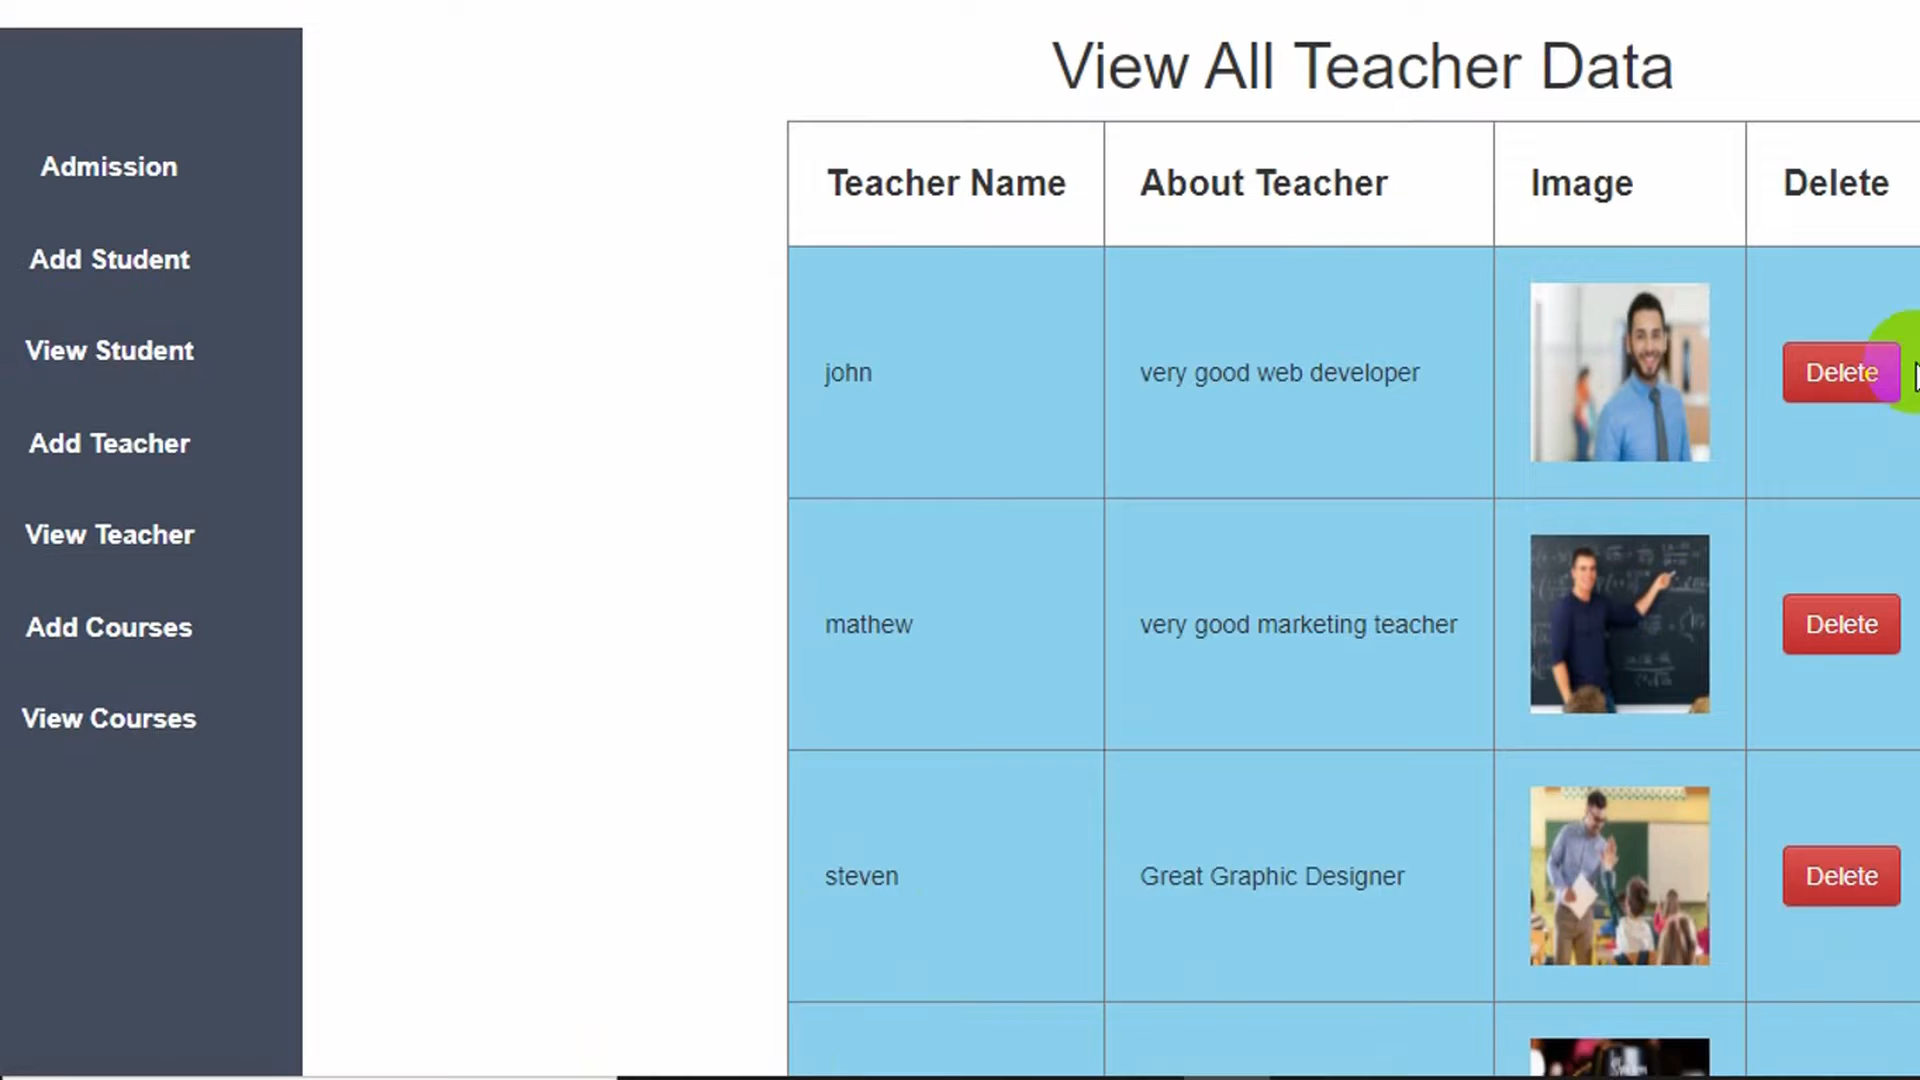 View All Teacher Data
Admission
Add Student
View Student
Add Teacher
View Teacher
Add Courses
View Courses
Teacher Name About Teacher Image Delete
john very good web developer Delete
mathew very good marketing teacher Delete
steven Great Graphic Designer Delete